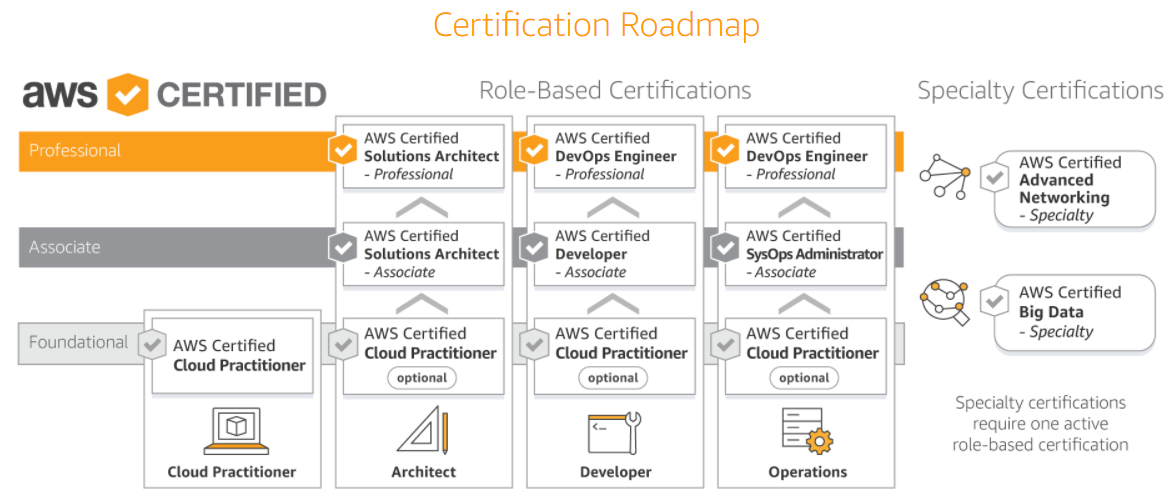 Certification Roadmap
aws CERTIFIED
Role-Based Certifications
Specialty Certifications
Professional
AWS Certified
Solutions Architect
- Professional
AWS Certified
DevOps Engineer
- Professional
AWS Certified
DevOps Engineer
- Professional
Associate
AWS Certified
Solutions Architect
- Associate
AWS Certified
Developer
- Associate
AWS Certified
SysOps Administrator
- Associate
Foundational
AWS Certified
Cloud Practitioner
AWS Certified
Cloud Practitioner
optional
AWS Certified
Cloud Practitioner
optional
AWS Certified
Cloud Practitioner
optional
Cloud Practitioner
Architect
Developer
Operations
AWS Certified
Advanced
Networking
- Specialty
AWS Certified
Big Data
- Specialty
Specialty certifications
require one active
role-based certification